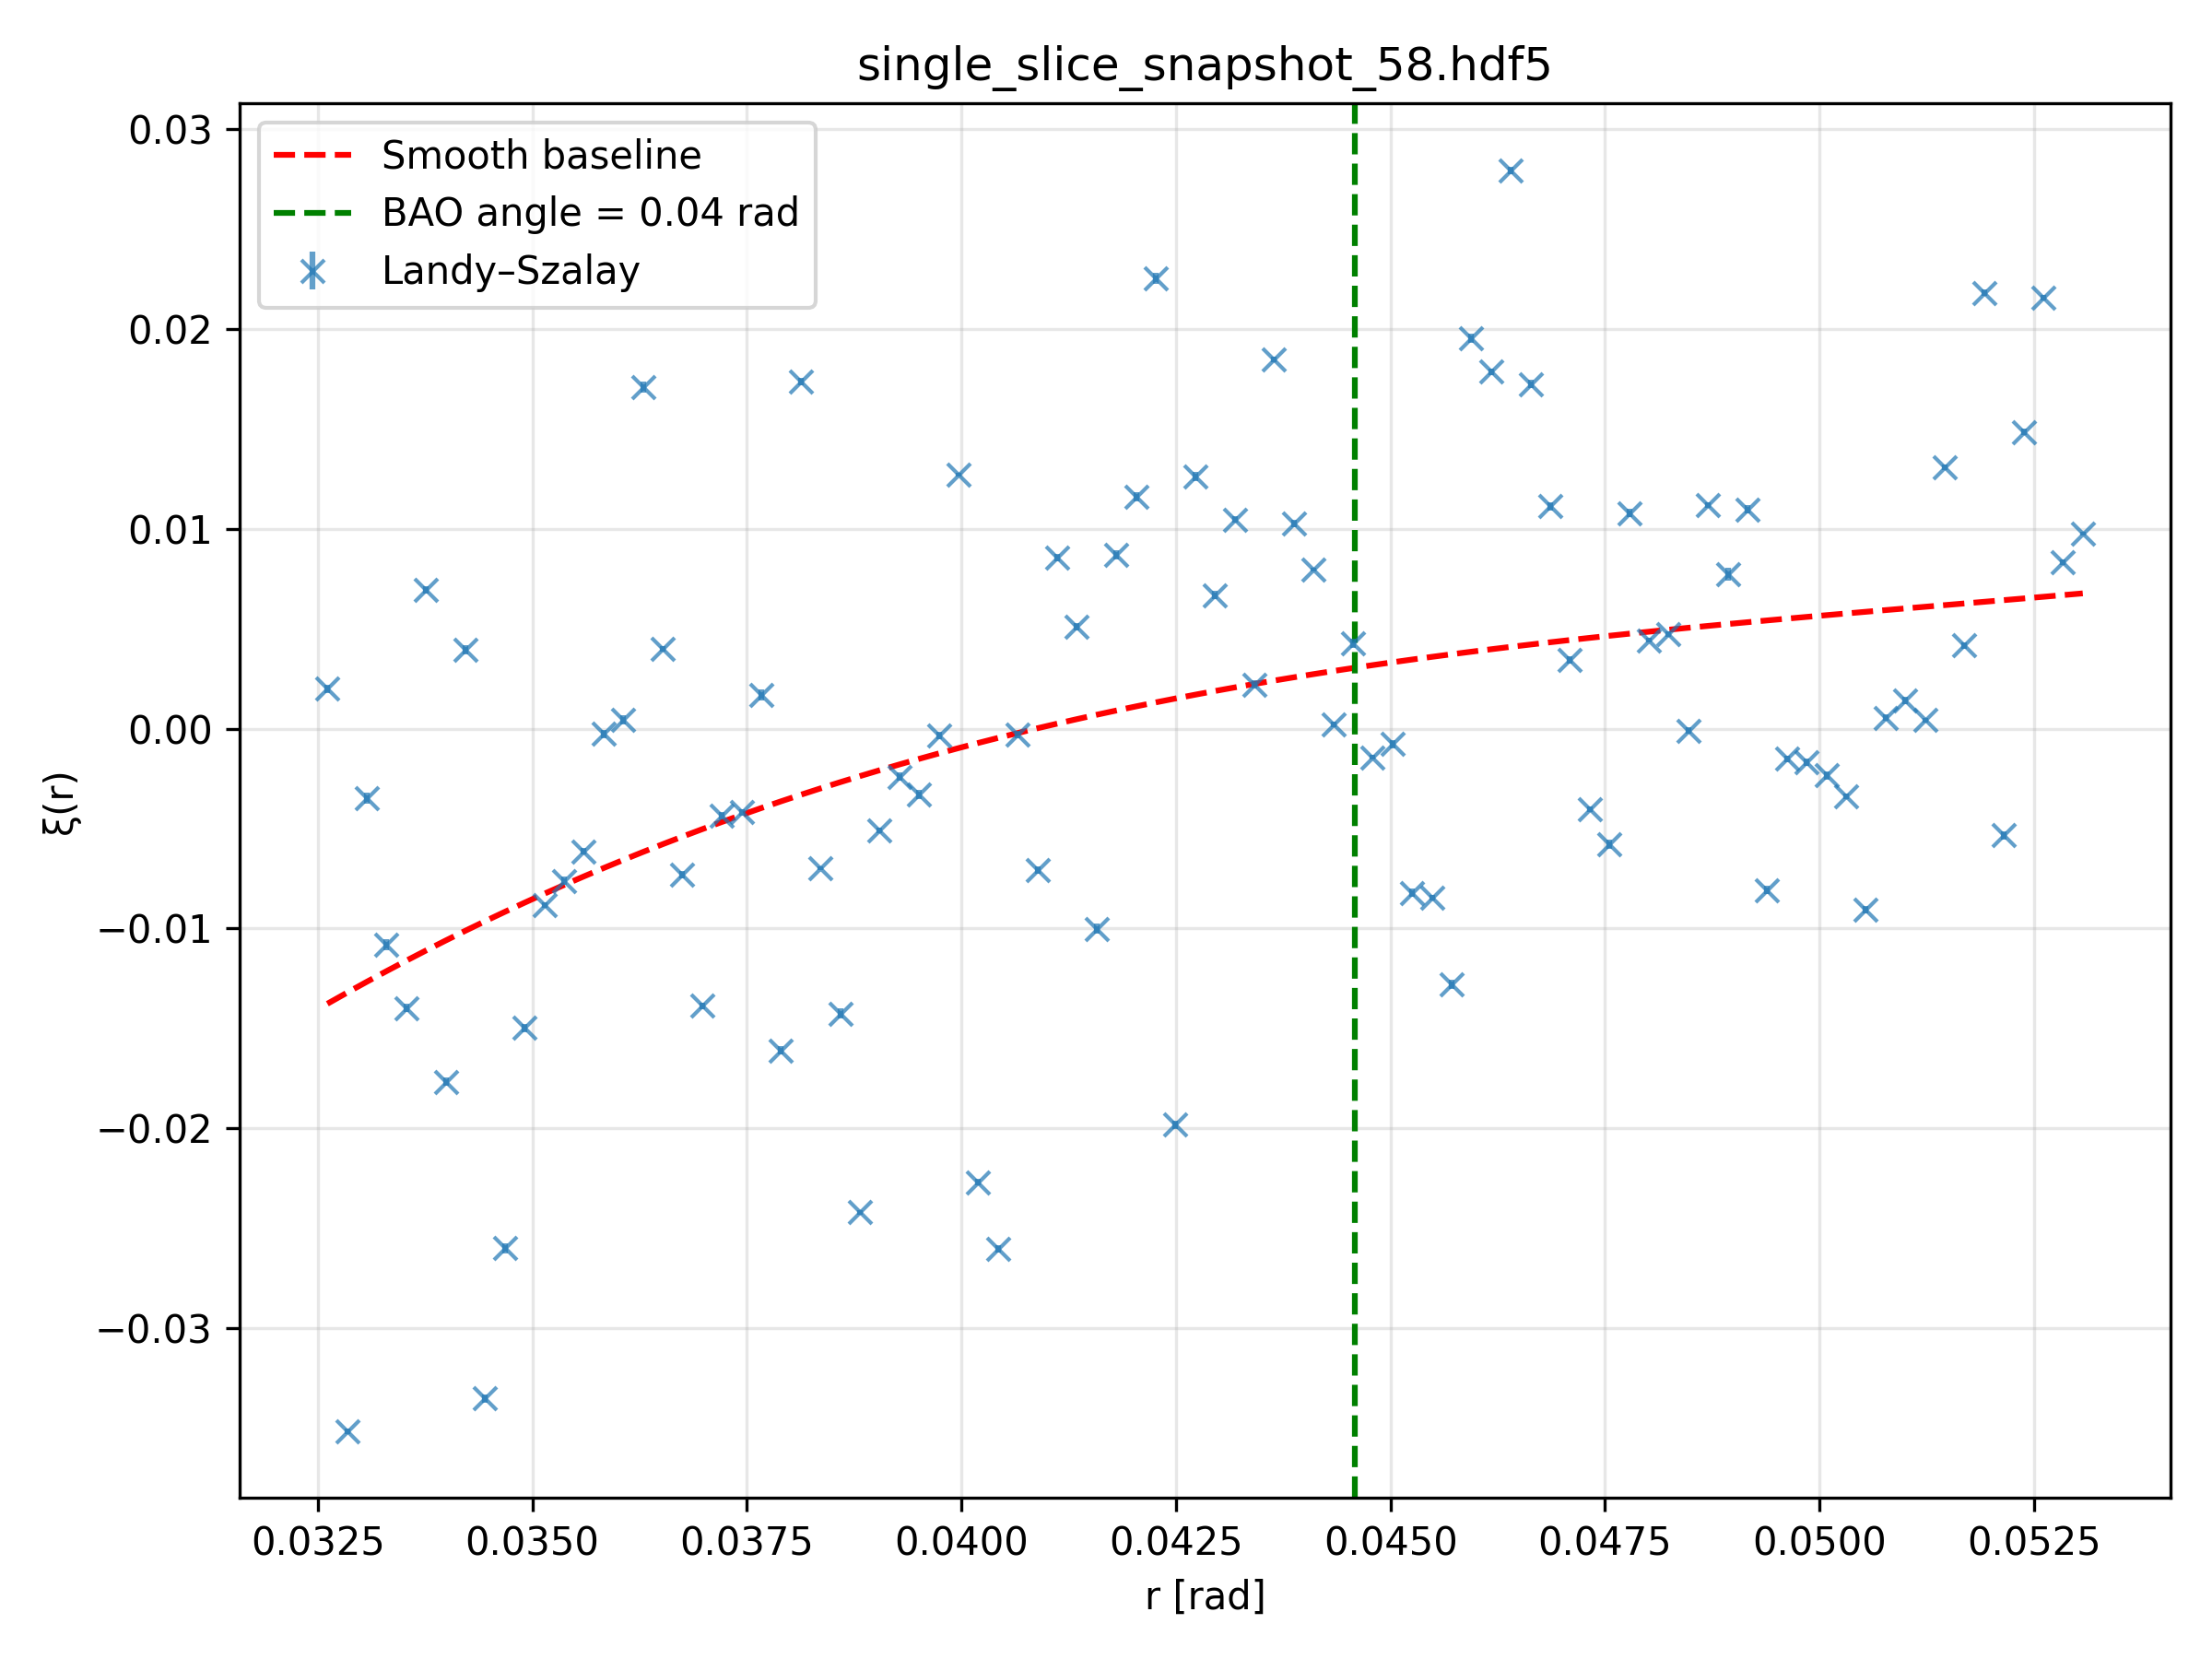 single_slice_snapshot_58.hdf5
Smooth baseline
BAO angle = 0.04 rad
Landy–Szalay
0.03
0.02
0.01
0.00
−0.01
−0.02
−0.03
ξ(r)
0.0325 0.0350 0.0375 0.0400 0.0425 0.0450 0.0475 0.0500 0.0525
r [rad]